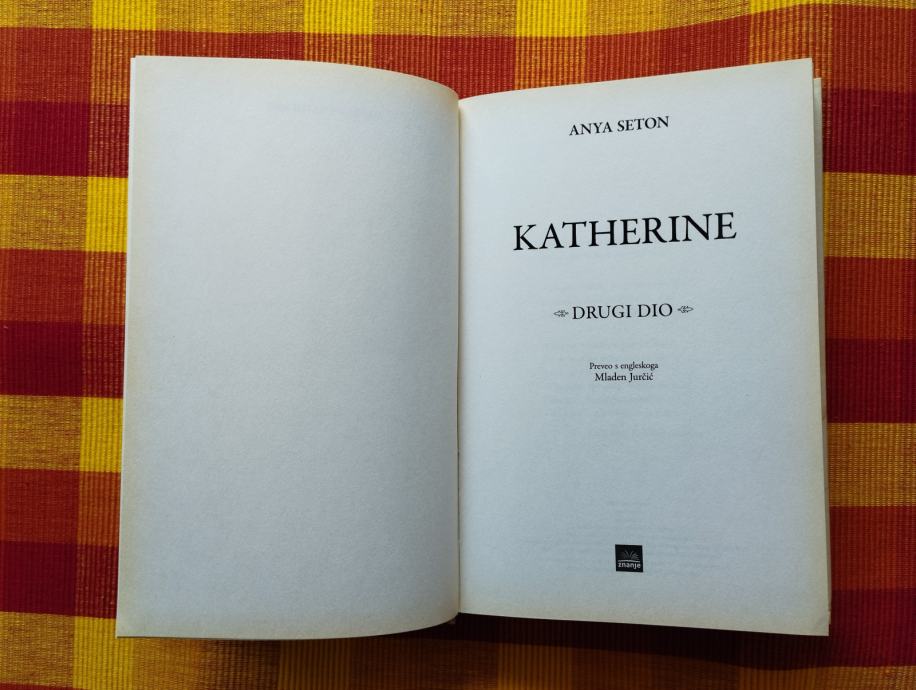 ANYA SETON
KATHERINE
DRUGI DIO
Preveo s engleskoga
Mladen Jurčić
znanje